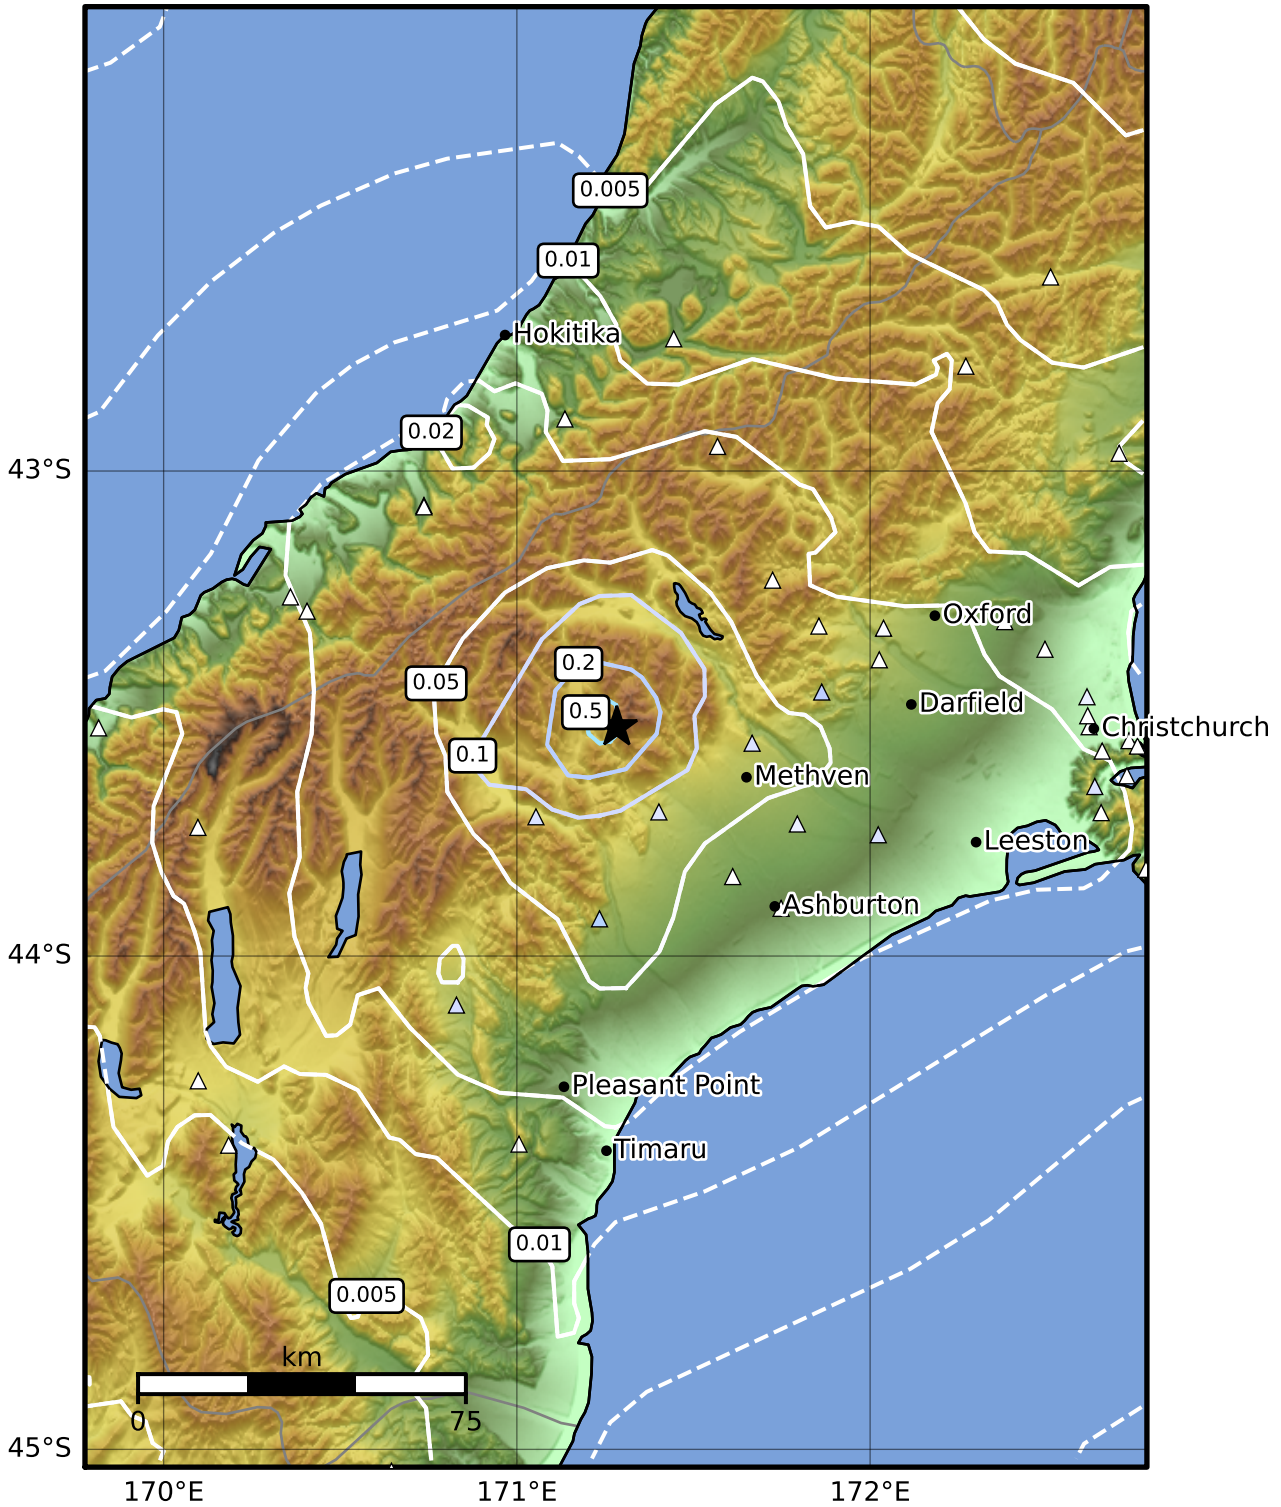 0.005
0.01
Hokitika
0.02
43°S
Oxford
0.2
0.05
0.5
Darfield
Christchurch
0.1
Methven
Leeston
Ashburton
44°S
Pleasant Point
Timaru
0.01
0.005
km
0
75
45°S
170°E
171°E
172°E